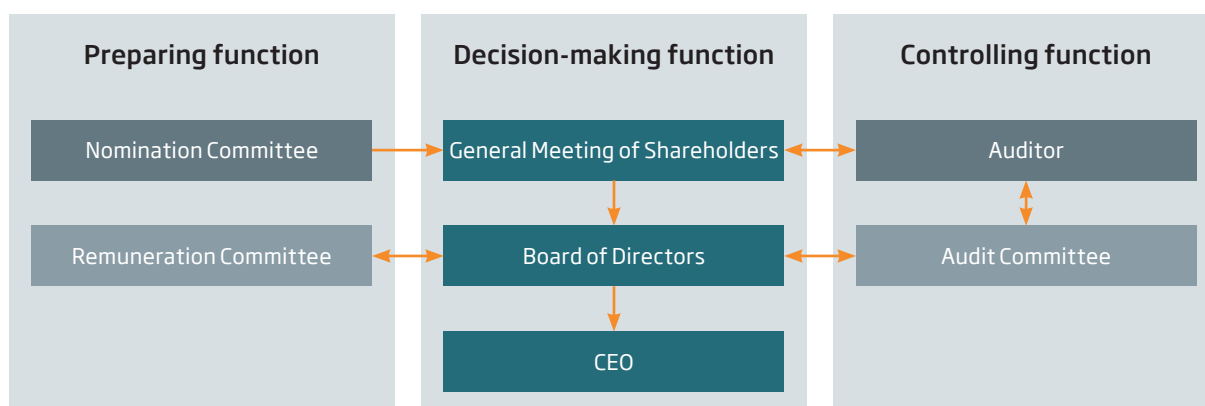 Preparing function
Nomination Committee
Remuneration Committee
Decision-making function
General Meeting of Shareholders
Board of Directors
CEO
Controlling function
Auditor
Audit Committee